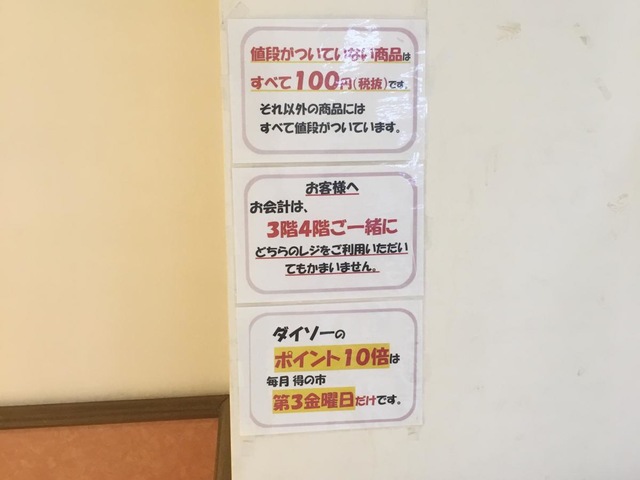 値段がついていない商品は
すべて100円(税抜)です。
それ以外の商品には
すべて値段がついています。
お客様へ
お会計は、
3階4階ご一緒に
どちらのレジをご利用いただい
てもかまいません。
ダイソーの
ポイント10倍は
毎月 得の市
第3金曜日だけです。